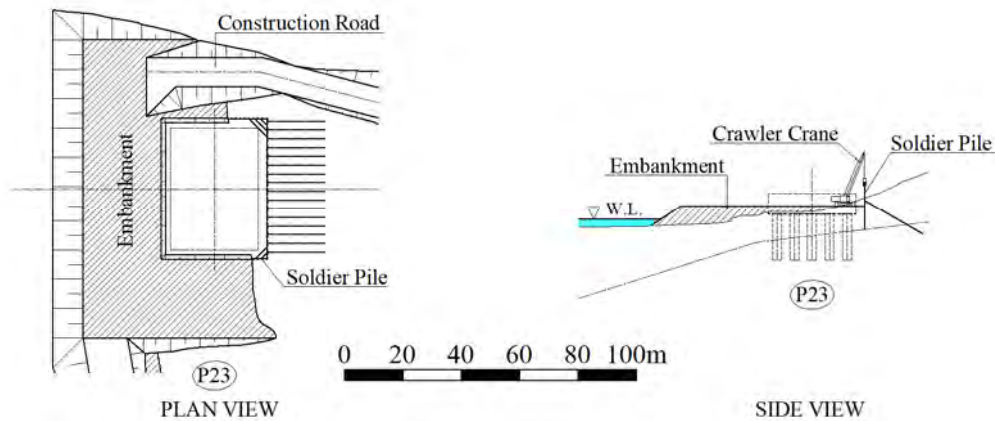 Construction Road
Embankment
Soldier Pile
P23
PLAN VIEW
0 20 40 60 80 100m
Crawler Crane
Soldier Pile
Embankment
W.L.
P23
SIDE VIEW